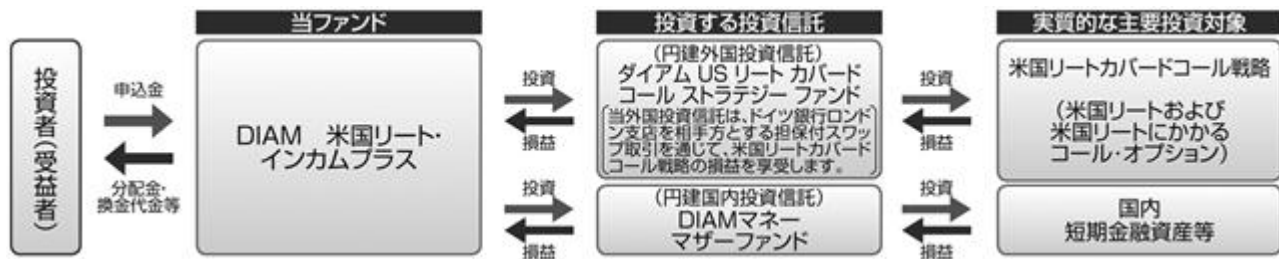 当ファンド
投資する投資信託
実質的な主要投資対象
投資者(受益者)
申込金
分配金・
換金代金等
DIAM 米国リート・
インカムプラス
投資
損益
投資
損益
(円建外国投資信託)
ダイアム US リート カバード
コール ストラテジー ファンド
当外国投資信託は、ドイツ銀行ロンド
ン支店を相手方とする担保付スワッ
プ取引を通じて、米国リートカバード
コール戦略の損益を享受します。
(円建国内投資信託)
DIAMマネー
マザーファンド
投資
損益
投資
損益
米国リートカバードコール戦略
(米国リートおよび
米国リートにかかる
コール・オプション)
国内
短期金融資産等